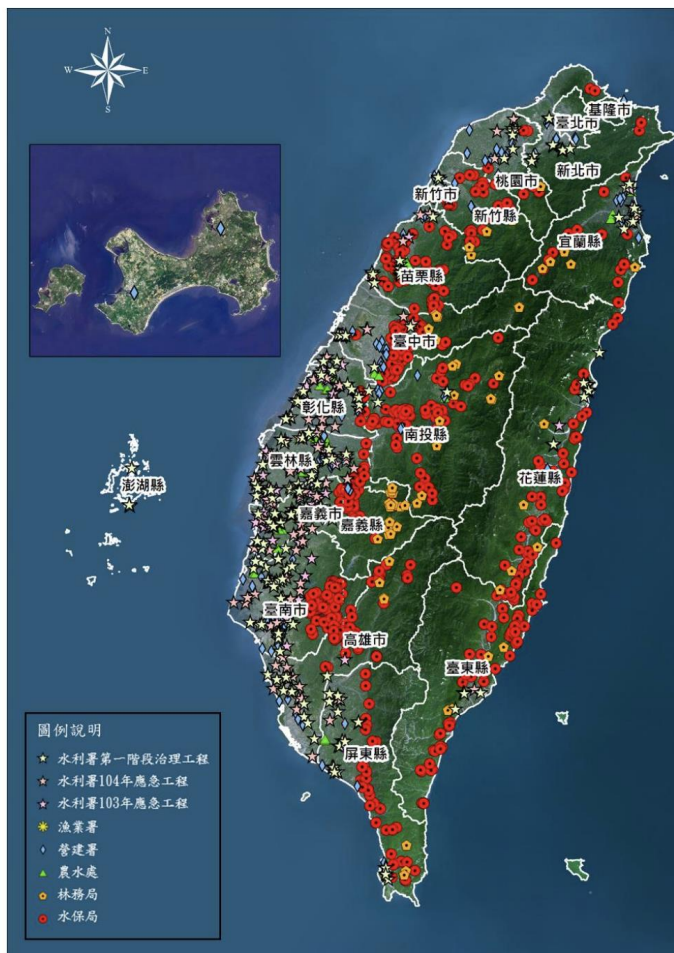 N
W E
S
基隆市
臺北市
新北市
桃園市
新竹市
新竹縣
宜蘭縣
苗栗縣
臺中市
彰化縣
南投縣
雲林縣
花蓮縣
澎湖縣
嘉義市
嘉義縣
臺南市
高雄市
臺東縣
屏東縣
圖例說明
水利署第一階段治理工程
水利署104年應急工程
水利署103年應急工程
漁業署
營建署
農水處
林務局
水保局